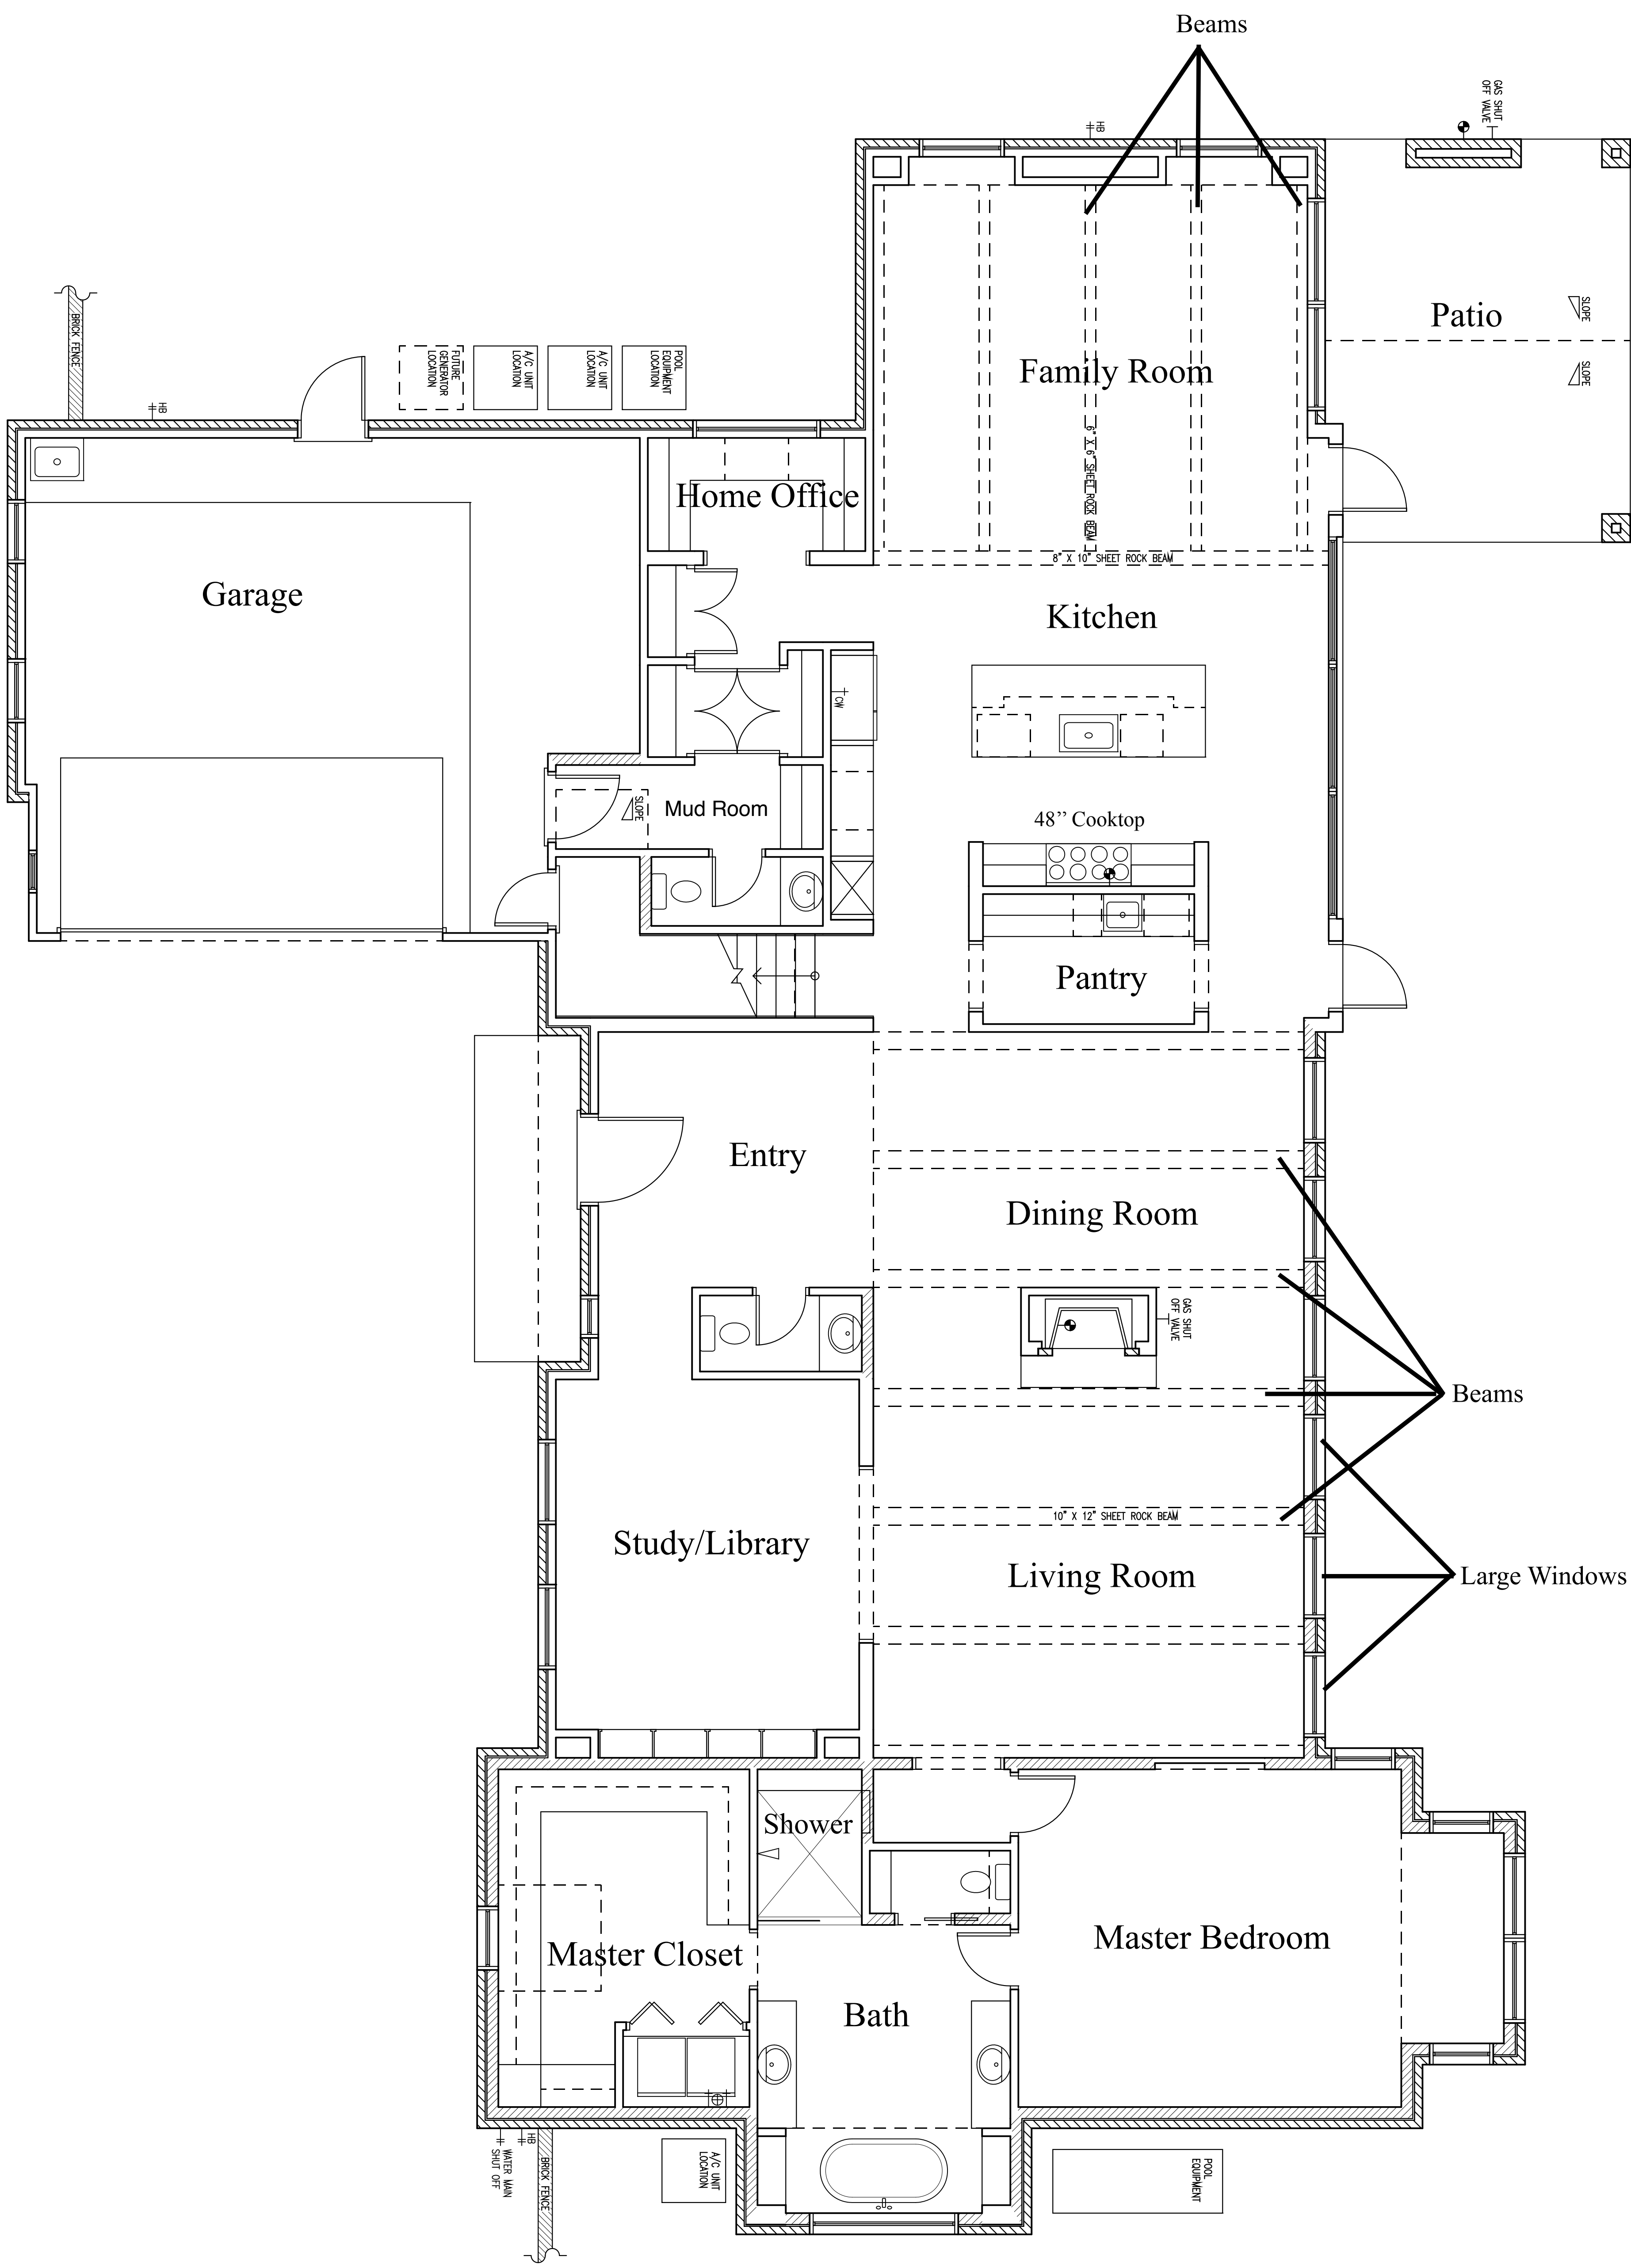 Beams
GAS SHUT
OFF VALVE
HB
Patio
SLOPE
SLOPE
BRICK FENCE
FUTURE
GENERATOR
LOCATION
A/C UNIT
LOCATION
A/C UNIT
LOCATION
POOL
EQUIPMENT
LOCATION
Family Room
HB
6" X 6" SHEET ROCK BEAM
Home Office
8" X 10" SHEET ROCK BEAM
Garage
Kitchen
CW
SLOPE
Mud Room
48’’ Cooktop
Pantry
Entry
Dining Room
GAS SHUT
OFF VALVE
Beams
10" X 12" SHEET ROCK BEAM
Study/Library
Living Room
Large Windows
Shower
Master Closet
Master Bedroom
Bath
HB
WATER MAIN
SHUT OFF
BRICK FENCE
A/C UNIT
LOCATION
POOL
EQUIPMENT